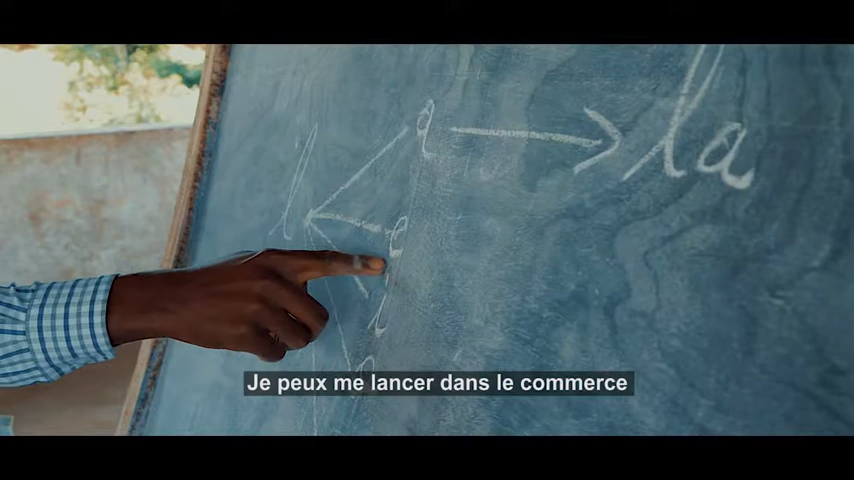 a → la
l
e
i
o
Je peux me lancer dans le commerce